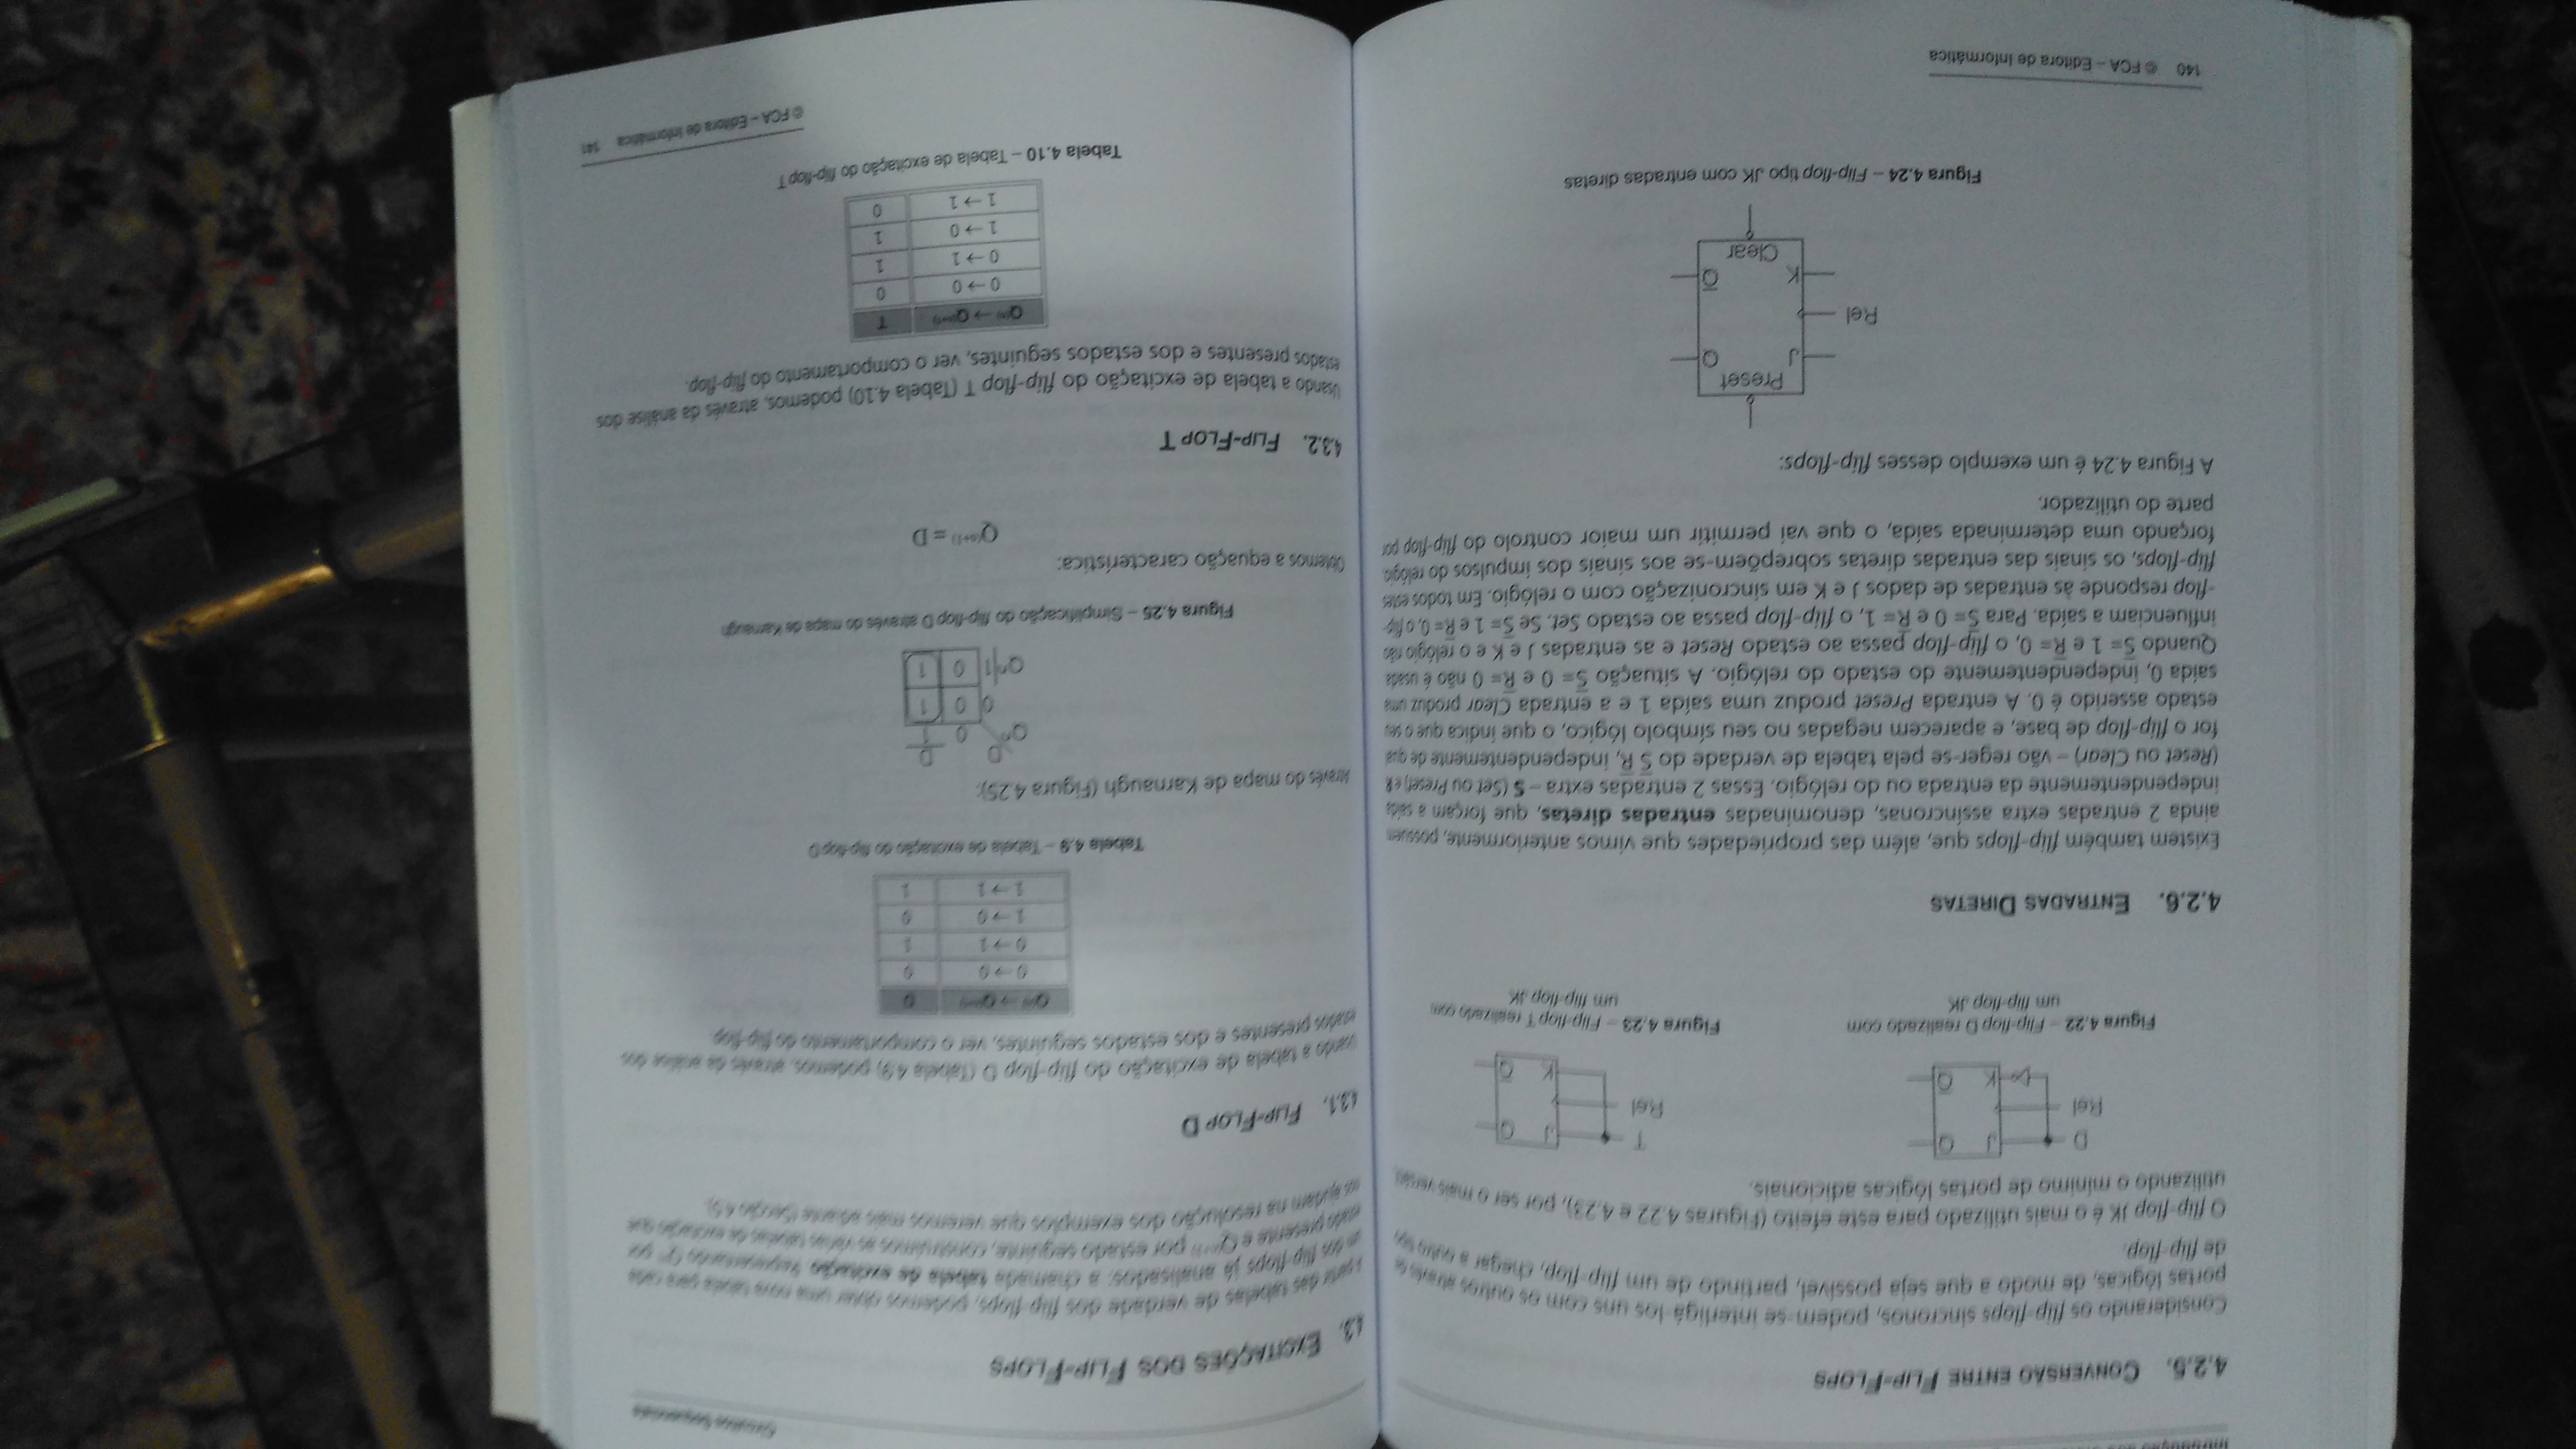 4.2.5. CONVERSÃO ENTRE FLIP-FLOPS
Considerando os flip-flops síncronos, podem-se interligá-los uns com os outros através de
portas lógicas, de modo a que seja possível, partindo de um flip-flop, chegar a outro tipo
de flip-flop.
O flip-flop JK é o mais utilizado para este efeito (Figuras 4.22 e 4.23), por ser o mais versátil,
utilizando o mínimo de portas lógicas adicionais.
D J Q
Rel
K Q̅
T J Q
Rel
K Q̅
Figura 4.22 – Flip-flop D realizado com
um flip-flop JK
Figura 4.23 – Flip-flop T realizado com
um flip-flop JK
4.2.6. ENTRADAS DIRETAS
Existem também flip-flops que, além das propriedades que vimos anteriormente, possuem
ainda 2 entradas extra assíncronas, denominadas entradas diretas, que forçam a saída
independentemente da entrada ou do relógio. Essas 2 entradas extra – S (Set ou Preset) e R
(Reset ou Clear) – vão reger-se pela tabela de verdade do S̅ R̅, independentemente de qual
for o flip-flop de base, e aparecem negadas no seu símbolo lógico, o que indica que o seu
estado asserido é 0. A entrada Preset produz uma saída 1 e a entrada Clear produz uma
saída 0, independentemente do estado do relógio. A situação S̅= 0 e R̅= 0 não é usada.
Quando S̅= 1 e R̅= 0, o flip-flop passa ao estado Reset e as entradas J e K e o relógio não
influenciam a saída. Para S̅= 0 e R̅= 1, o flip-flop passa ao estado Set. Se S̅= 1 e R̅= 0, o flip-
-flop responde às entradas de dados J e K em sincronização com o relógio. Em todos estes
flip-flops, os sinais das entradas diretas sobrepõem-se aos sinais dos impulsos do relógio,
forçando uma determinada saída, o que vai permitir um maior controlo do flip-flop por
parte do utilizador.
A Figura 4.24 é um exemplo desses flip-flops:
Preset
J Q
Rel
K Q̅
Clear
Figura 4.24 – Flip-flop tipo JK com entradas diretas
140 © FCA – Editora de Informática
Circuitos Sequenciais
4.3. EXCITAÇÕES DOS FLIP-FLOPS
A partir das tabelas de verdade dos flip-flops, podemos obter uma nova tabela para cada
um dos flip-flops já analisados: a chamada tabela de excitação. Representando Q⁽ⁿ⁾ por
estado presente e Q⁽ⁿ⁺¹⁾ por estado seguinte, construímos as várias tabelas de excitação que
nos ajudam na resolução dos exemplos que veremos mais adiante (Secção 4.5).
4.3.1. FLIP-FLOP D
Usando a tabela de excitação do flip-flop D (Tabela 4.9) podemos, através da análise dos
estados presentes e dos estados seguintes, ver o comportamento do flip-flop.
Q⁽ⁿ⁾ → Q⁽ⁿ⁺¹⁾ D
0 → 0 0
0 → 1 1
1 → 0 0
1 → 1 1
Tabela 4.9 – Tabela de excitação do flip-flop D
Através do mapa de Karnaugh (Figura 4.25):
D D
Qⁿ 0 1
0 0 1
Qⁿ 1 0 1
Figura 4.25 – Simplificação do flip-flop D através do mapa de Karnaugh
Obtemos a equação característica:
Q⁽ⁿ⁺¹⁾ = D
4.3.2. FLIP-FLOP T
Usando a tabela de excitação do flip-flop T (Tabela 4.10) podemos, através da análise dos
estados presentes e dos estados seguintes, ver o comportamento do flip-flop.
Q⁽ⁿ⁾ → Q⁽ⁿ⁺¹⁾ T
0 → 0 0
0 → 1 1
1 → 0 1
1 → 1 0
Tabela 4.10 – Tabela de excitação do flip-flop T
© FCA – Editora de Informática 141